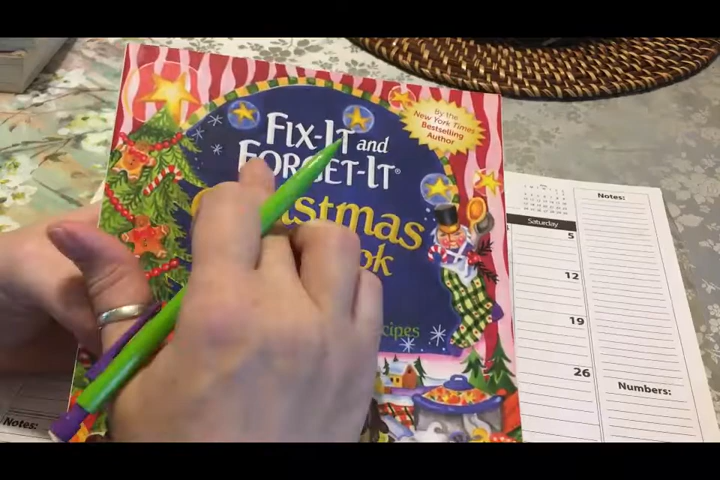 By the
New York Times
Bestselling
Author!
FIX-IT and
FORGET-IT®
Christmas
Notes:
Saturday
5
12
19
26
Numbers:
Notes: